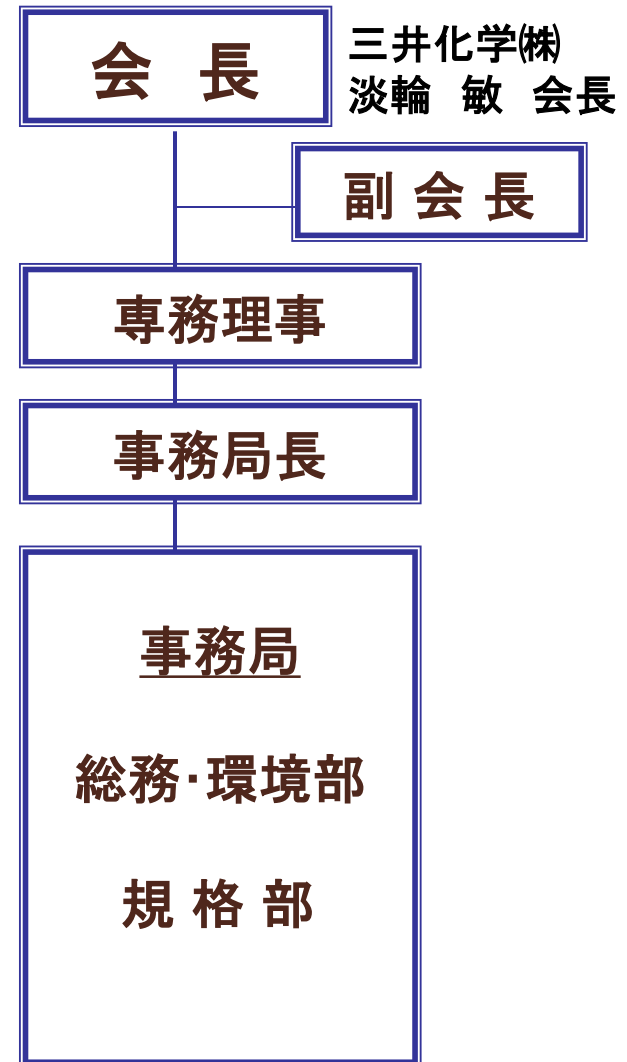 会 長
三井化学㈱
淡輪 敏 会長
副 会 長
専務理事
事務局長
事務局
総務・環境部
規 格 部